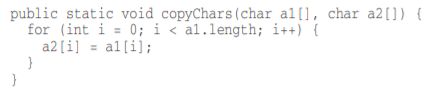 public static void copyChars(char a1[], char a2[]) {
  for (int i = 0; i < a1.length; i++) {
    a2[i] = a1[i];
  }
}